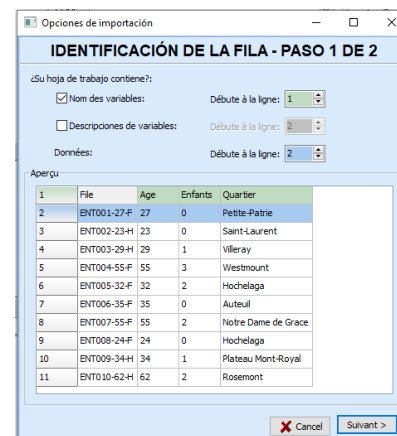 Opciones de importación
IDENTIFICACIÓN DE LA FILA - PASO 1 DE 2
¿Su hoja de trabajo contiene?:
Nom des variables: Débute à la ligne: 1
Descripciones de variables: Débute à la ligne: 2
Données: Débute à la ligne: 2
Aperçu
1 File Age Enfants Quartier
2 ENT001-27-F 27 0 Petite-Patrie
3 ENT002-23-H 23 0 Saint-Laurent
4 ENT003-29-H 29 1 Villeray
5 ENT004-55-F 55 3 Westmount
6 ENT005-32-F 32 2 Hochelaga
7 ENT006-35-F 35 0 Auteuil
8 ENT007-55-F 55 2 Notre Dame de Grace
9 ENT008-24-F 24 0 Hochelaga
10 ENT009-34-H 34 1 Plateau Mont-Royal
11 ENT010-62-H 62 2 Rosemont
Cancel Suivant >